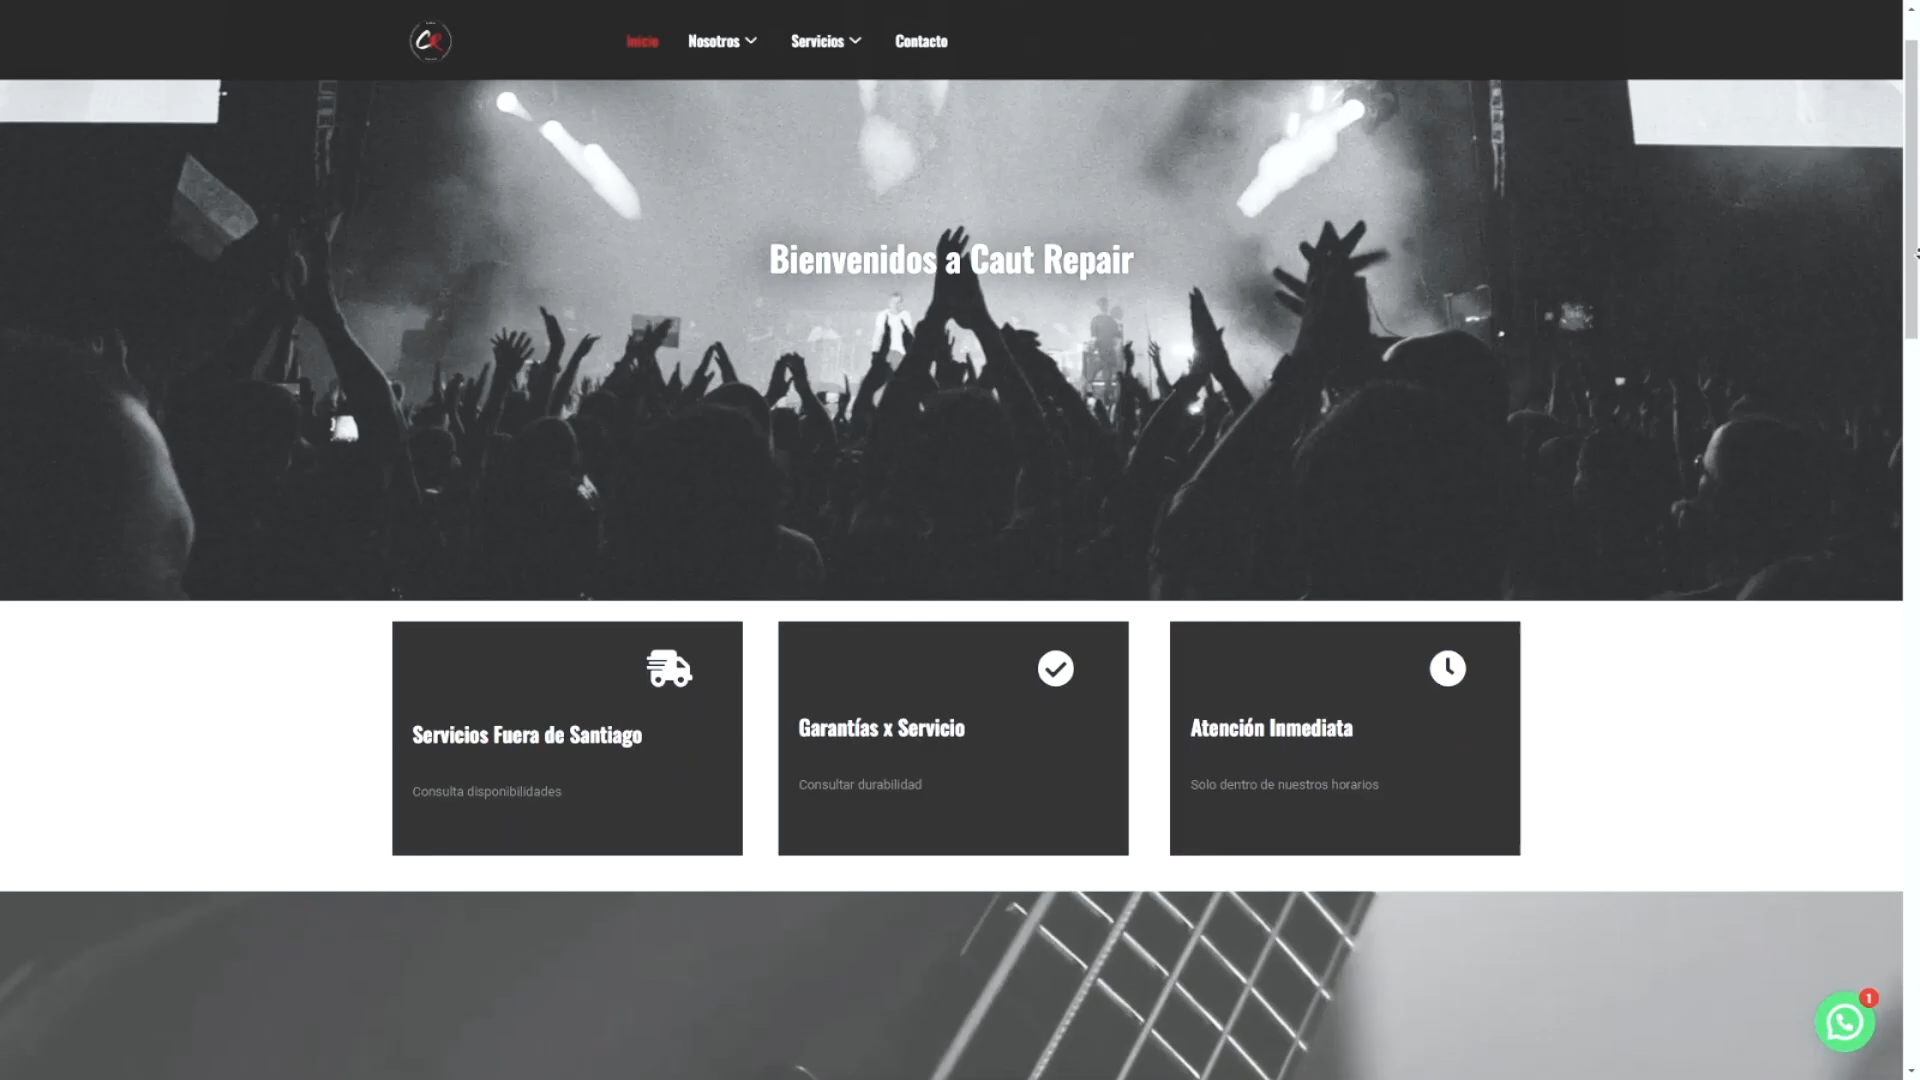 CR
Inicio
Nosotros
Servicios
Contacto
Bienvenidos a Caut Repair
Servicios Fuera de Santiago
Consulta disponibilidades
Garantías x Servicio
Consultar durabilidad
Atención Inmediata
Solo dentro de nuestros horarios
1